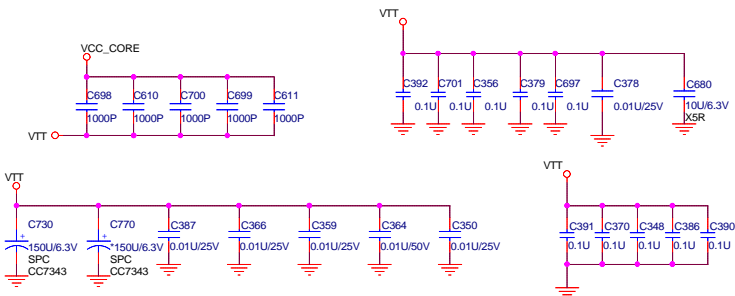 VTT
VCC_CORE
C698 C610 C700 C699 C611
1000P 1000P 1000P 1000P 1000P
VTT
C392 C701 C356 C379 C697 C378 C680
0.1U 0.1U 0.1U 0.1U 0.1U 0.01U/25V 10U/6.3V
X5R
VTT
C730 C770 C387 C366 C359 C364 C350
150U/6.3V *150U/6.3V 0.01U/25V 0.01U/25V 0.01U/25V 0.01U/50V 0.01U/25V
SPC SPC
CC7343 CC7343
VTT
C391 C370 C348 C386 C390
0.1U 0.1U 0.1U 0.1U 0.1U